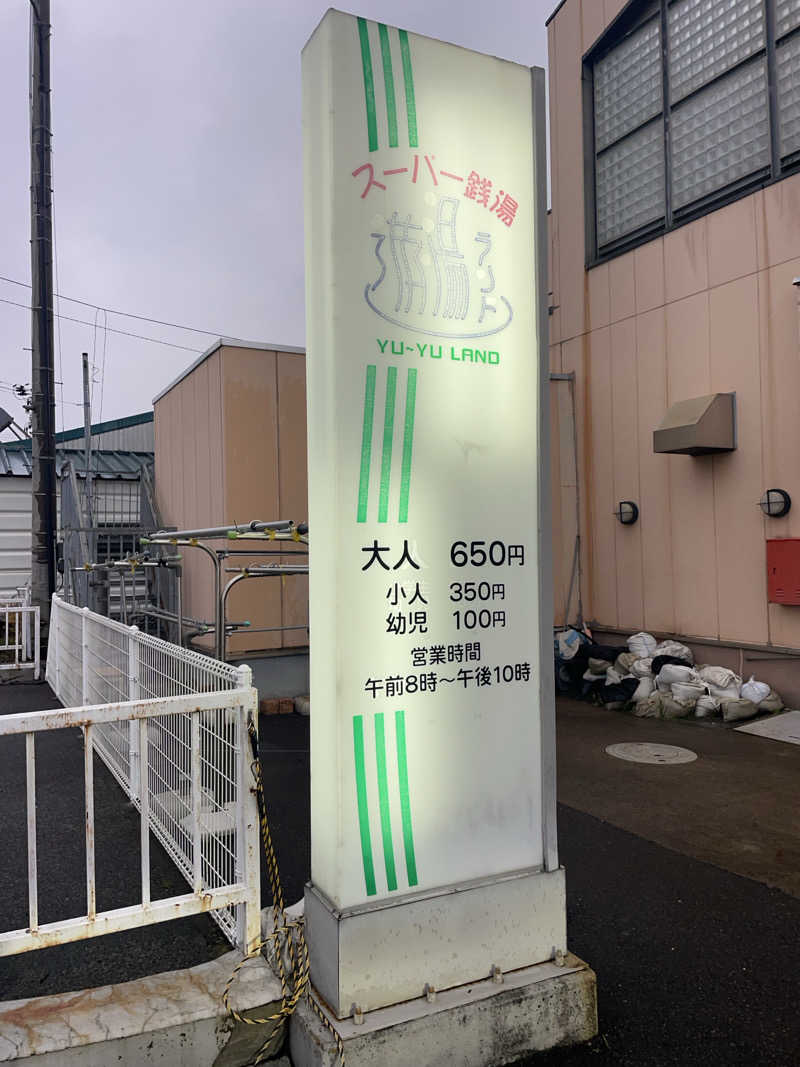 スーパー銭湯
湯ランド
YU~YU LAND
大人 650円
小人 350円
幼児 100円
営業時間
午前8時～午後10時